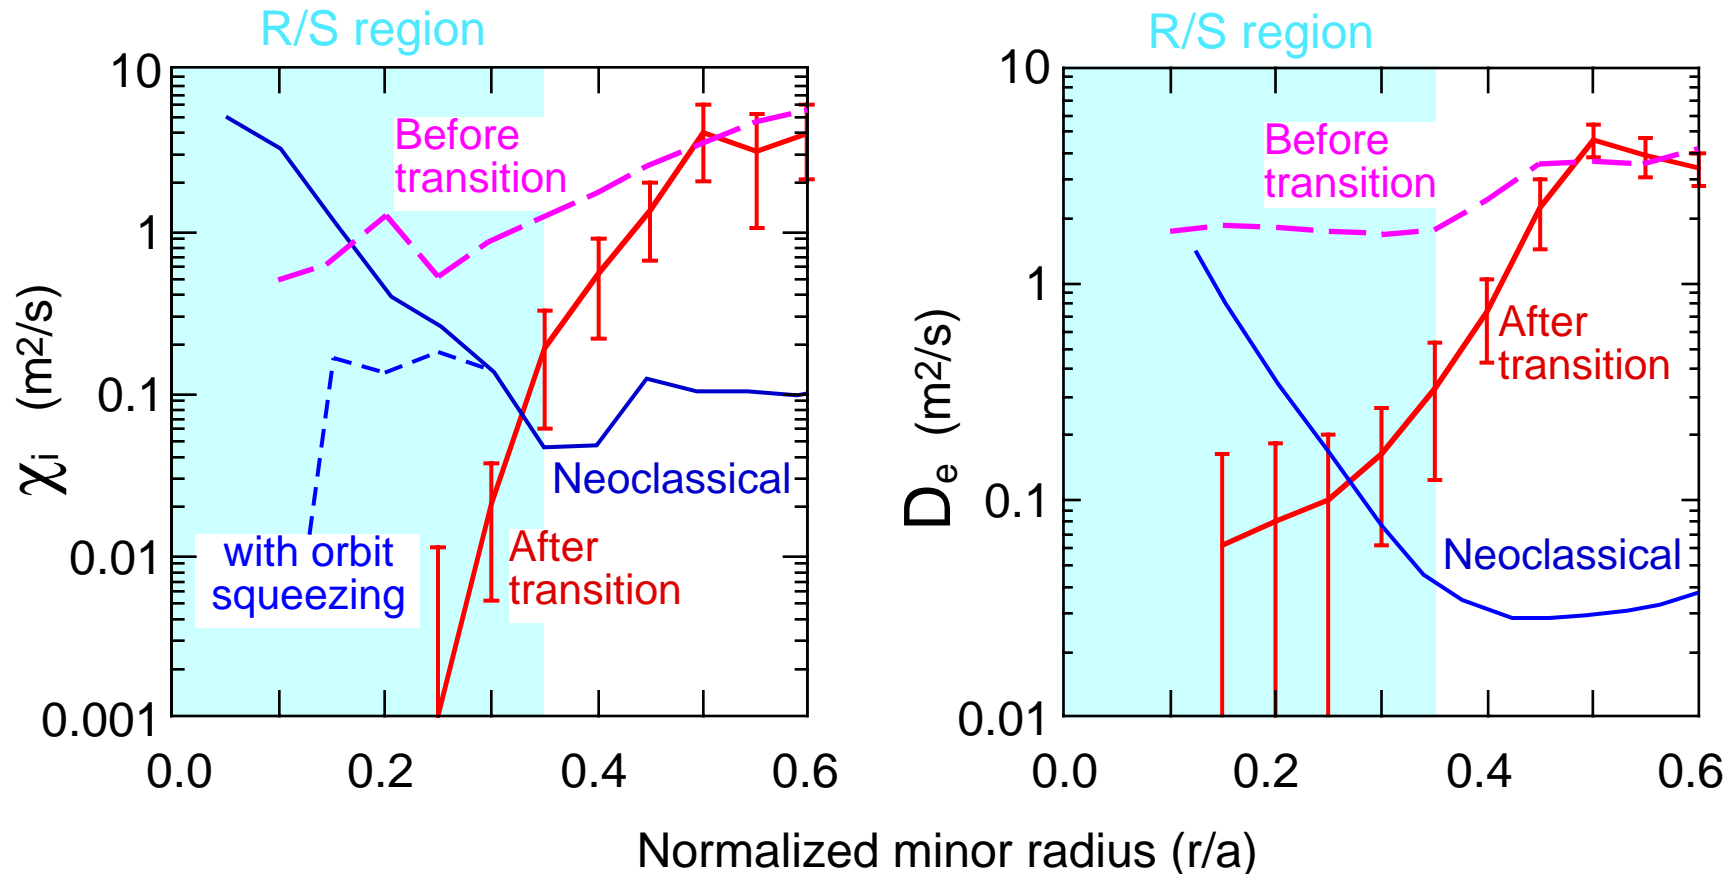 R/S region
10
1
0.1
0.01
0.001
χi (m2/s)
Before
transition
After
transition
Neoclassical
with orbit
squeezing
0.0
0.2
0.4
0.6
R/S region
10
1
0.1
0.01
De (m2/s)
Before
transition
After
transition
Neoclassical
0.0
0.2
0.4
0.6
Normalized minor radius (r/a)